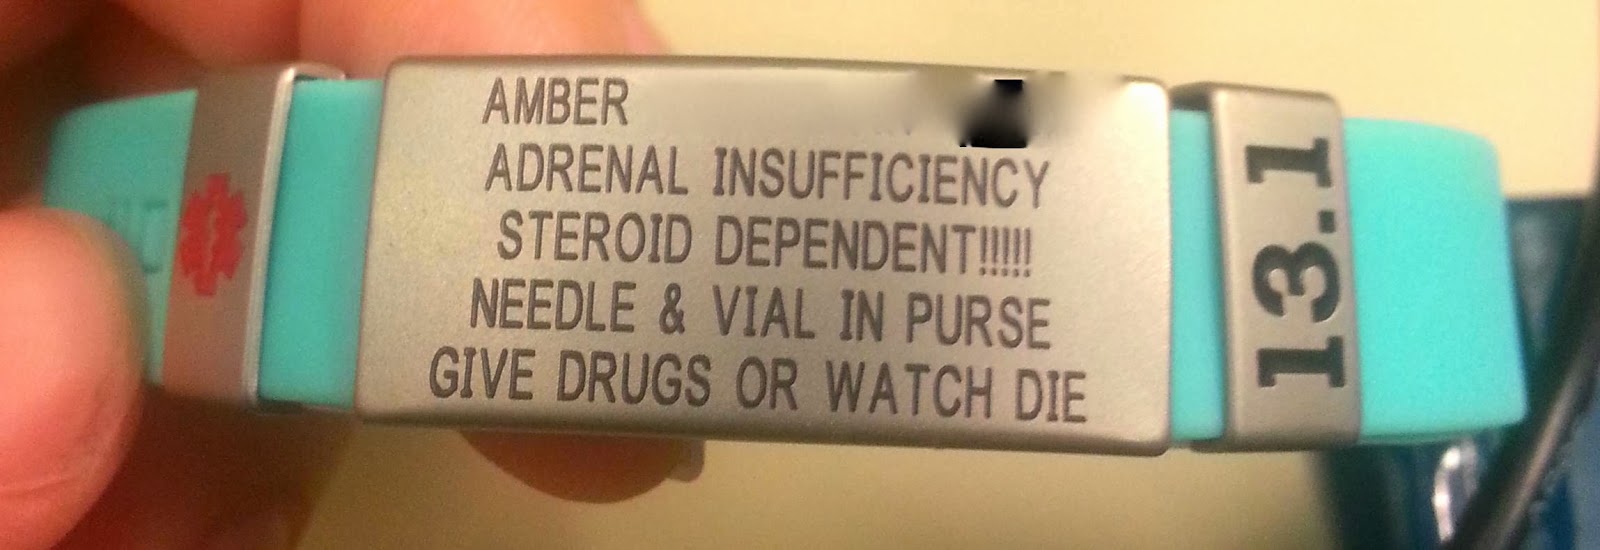 AMBER
ADRENAL INSUFFICIENCY
STEROID DEPENDENT!!!!!
NEEDLE & VIAL IN PURSE
GIVE DRUGS OR WATCH DIE
13.1